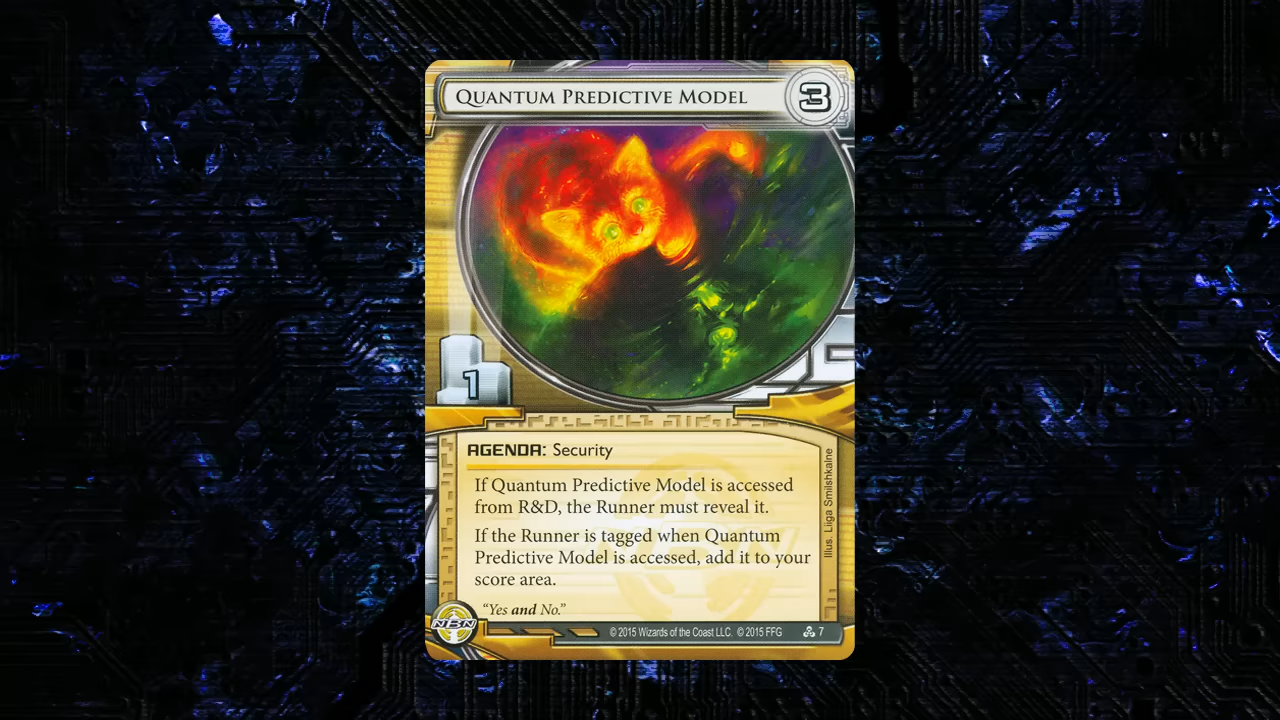 QUANTUM PREDICTIVE MODEL
3
1
AGENDA: Security
If Quantum Predictive Model is accessed
from R&D, the Runner must reveal it.
If the Runner is tagged when Quantum
Predictive Model is accessed, add it to your
score area.
"Yes and No."
NBN
© 2015 Wizards of the Coast LLC. © 2015 FFG
7
Illus. Liiga Smilshkalne